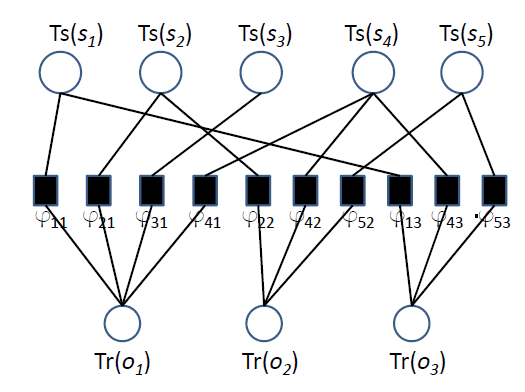 Ts(s1) Ts(s2) Ts(s3) Ts(s4) Ts(s5)
φ11 φ21 φ31 φ41 φ22 φ42 φ52 φ13 φ43 φ53
Tr(o1) Tr(o2) Tr(o3)